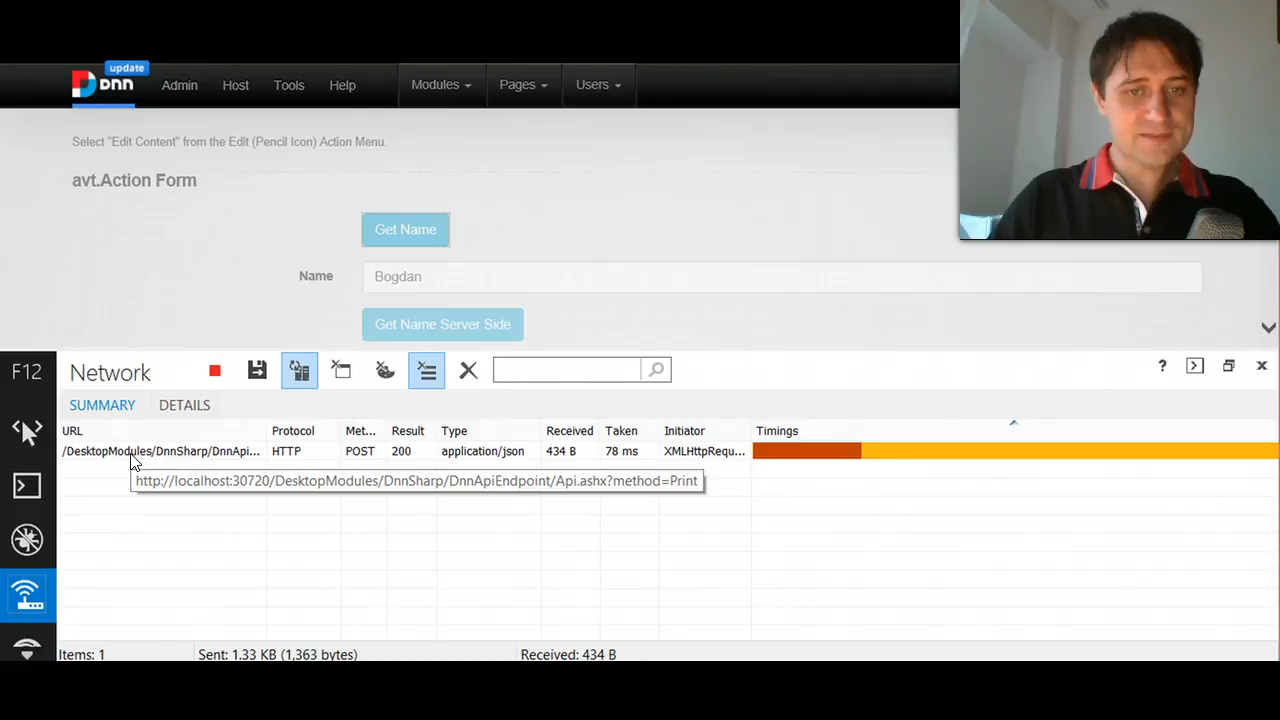 update
DNN Admin Host Tools Help Modules Pages Users
Select "Edit Content" from the Edit (Pencil Icon) Action Menu.
avt.Action Form
Get Name
Name Bogdan
Get Name Server Side
F12 Network ?
SUMMARY DETAILS
URL Protocol Met... Result Type Received Taken Initiator Timings
/DesktopModules/DnnSharp/DnnApi... HTTP POST 200 application/json 434 B 78 ms XMLHttpRequ...
http://localhost:30720/DesktopModules/DnnSharp/DnnApiEndpoint/Api.ashx?method=Print
Items: 1 Sent: 1.33 KB (1,363 bytes) Received: 434 B